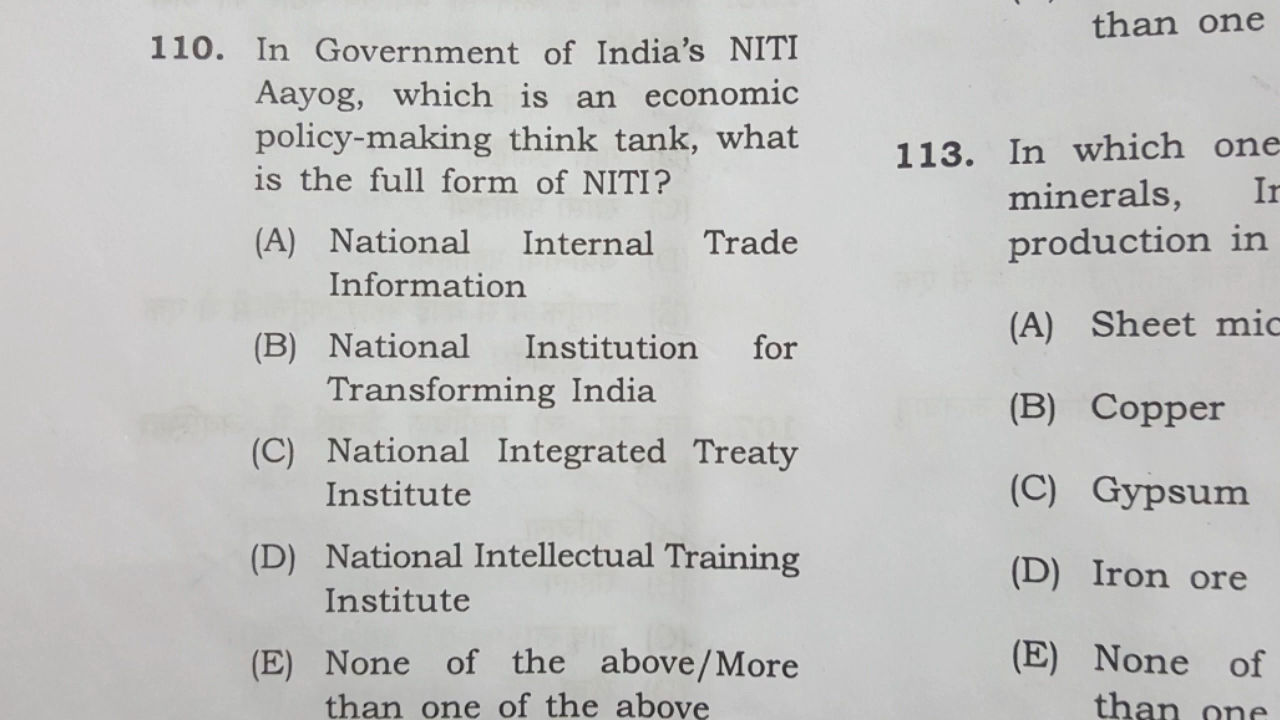 110. In Government of India's NITI
Aayog, which is an economic
policy-making think tank, what
is the full form of NITI?
(A) National Internal Trade
Information
(B) National Institution for
Transforming India
(C) National Integrated Treaty
Institute
(D) National Intellectual Training
Institute
(E) None of the above/More
than one of the above
than one
113. In which one
minerals,
production in
(A) Sheet
(B) Copper
(C) Gypsum
(D) Iron ore
(E) None of
than one